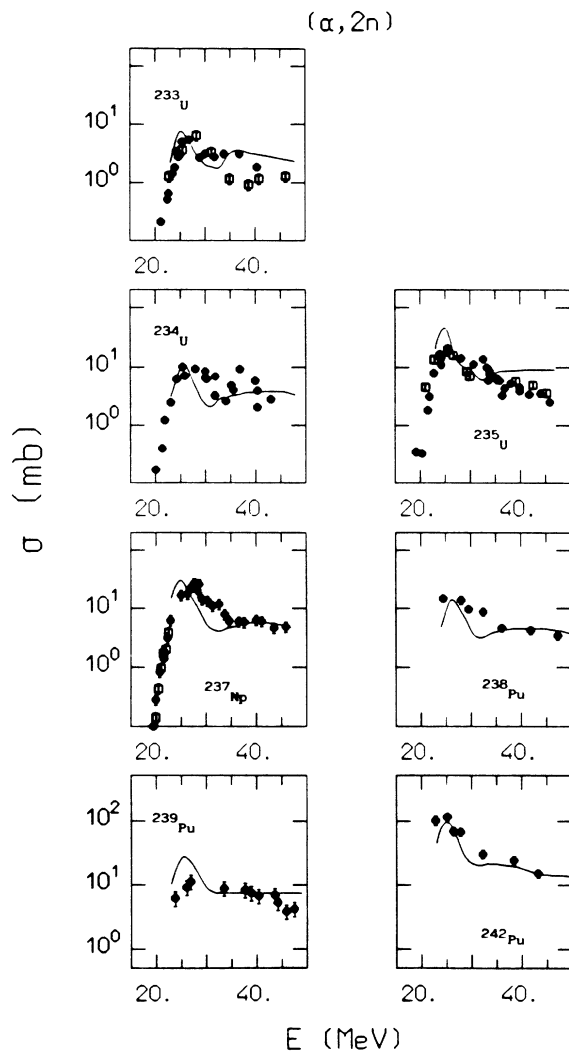 (α,2n)
²³³U
10¹
10⁰
20. 40.
²³⁴U
10¹
10⁰
20. 40.
²³⁵U
20. 40.
σ (mb)
²³⁷Np
10¹
10⁰
20. 40.
²³⁸Pu
20. 40.
²³⁹Pu
10²
10¹
10⁰
20. 40.
²⁴²Pu
20. 40.
E (MeV)